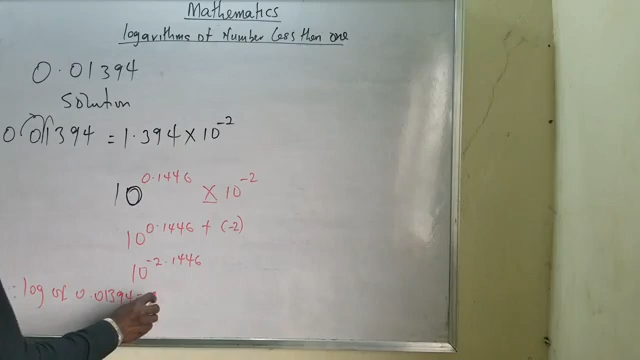 Mathematics
logarithms of Number less then one
0.01394
Solution
0.01394 = 1.394 × 10⁻²
10^0.1446 × 10⁻²
10^0.1446 + (-2)
10^-2.1446
: log of 0.01394